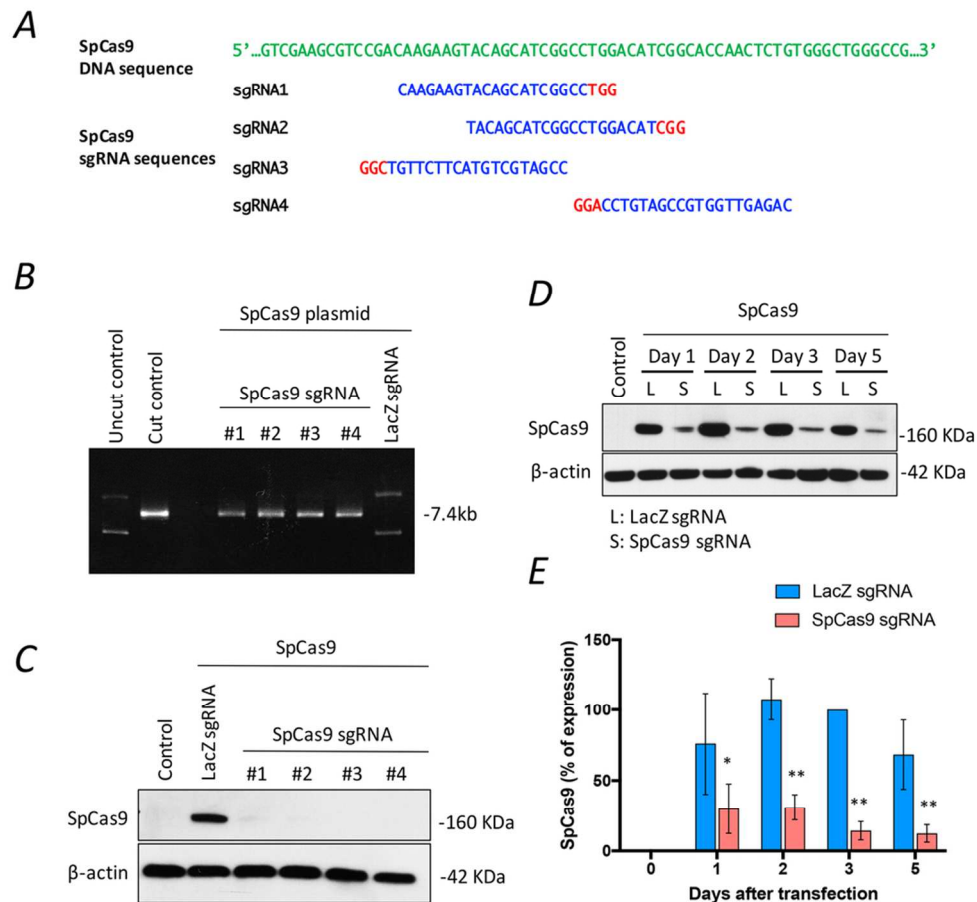 A
SpCas9
DNA sequence
5’…GTCGAAGCGTCCGACAAGAAGTACAGCATCGGCCTGGACATCGGCACCAACTCTGTGGGCTGGGCCG…3’
SpCas9
sgRNA sequences
sgRNA1 CAAGAAGTACAGCATCGGCCTGG
sgRNA2 TACAGCATCGGCCTGGACATCGG
sgRNA3 GGCTGTTCTTCATGTCGTAGCC
sgRNA4 GGACCTGTAGCCGTGGTTGAGAC
B
SpCas9 plasmid
Uncut control
Cut control
SpCas9 sgRNA
LacZ sgRNA
#1 #2 #3 #4
-7.4kb
C
SpCas9
Control
LacZ sgRNA
SpCas9 sgRNA
#1 #2 #3 #4
SpCas9 -160 KDa
β-actin -42 KDa
D
SpCas9
Control
Day 1 Day 2 Day 3 Day 5
L S L S L S L S
SpCas9 -160 KDa
β-actin -42 KDa
L: LacZ sgRNA
S: SpCas9 sgRNA
E
LacZ sgRNA
SpCas9 sgRNA
SpCas9 (% of expression)
150
100
50
0
* ** ** **
0 1 2 3 5
Days after transfection